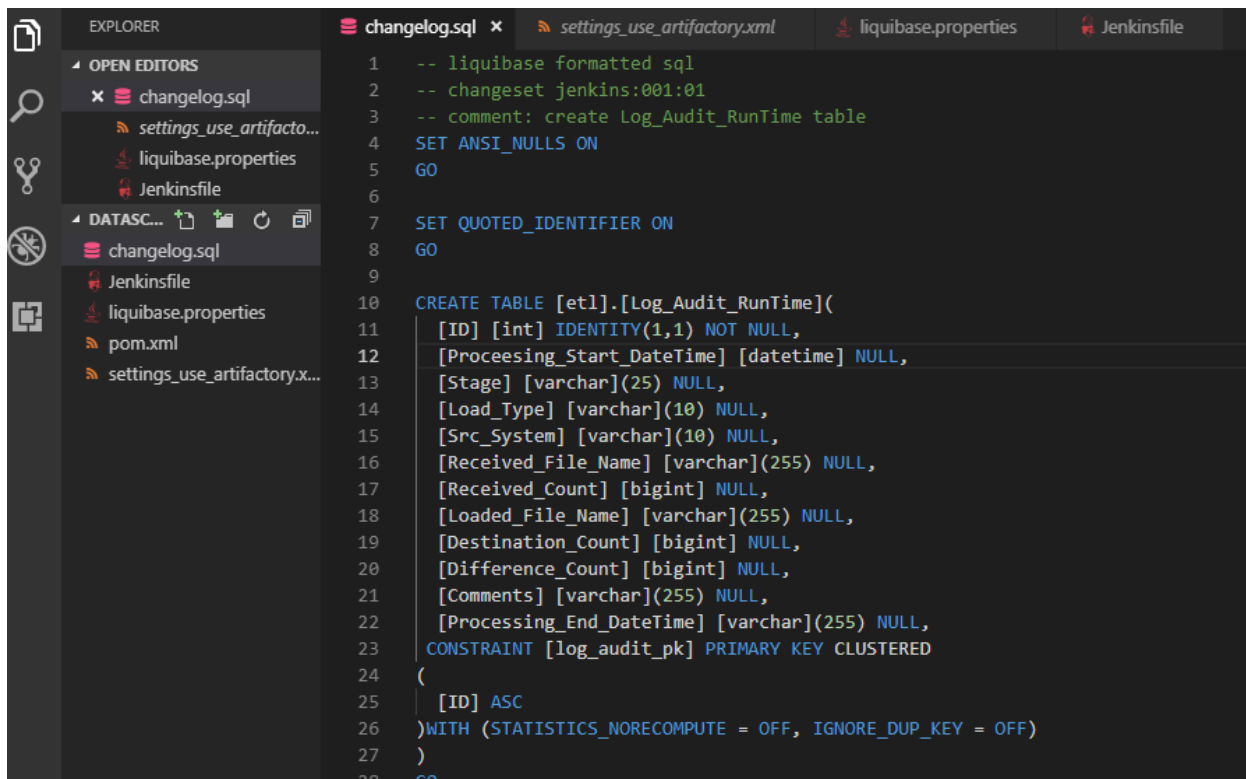 EXPLORER
OPEN EDITORS
changelog.sql
settings_use_artifacto...
liquibase.properties
Jenkinsfile
DATASC...
changelog.sql
Jenkinsfile
liquibase.properties
pom.xml
settings_use_artifactory.x...
changelog.sql
settings_use_artifactory.xml
liquibase.properties
Jenkinsfile
1 -- liquibase formatted sql
2 -- changeset jenkins:001:01
3 -- comment: create Log_Audit_RunTime table
4 SET ANSI_NULLS ON
5 GO
6
7 SET QUOTED_IDENTIFIER ON
8 GO
9
10 CREATE TABLE [etl].[Log_Audit_RunTime](
11 [ID] [int] IDENTITY(1,1) NOT NULL,
12 [Proceesing_Start_DateTime] [datetime] NULL,
13 [Stage] [varchar](25) NULL,
14 [Load_Type] [varchar](10) NULL,
15 [Src_System] [varchar](10) NULL,
16 [Received_File_Name] [varchar](255) NULL,
17 [Received_Count] [bigint] NULL,
18 [Loaded_File_Name] [varchar](255) NULL,
19 [Destination_Count] [bigint] NULL,
20 [Difference_Count] [bigint] NULL,
21 [Comments] [varchar](255) NULL,
22 [Processing_End_DateTime] [varchar](255) NULL,
23 CONSTRAINT [log_audit_pk] PRIMARY KEY CLUSTERED
24 (
25 [ID] ASC
26 )WITH (STATISTICS_NORECOMPUTE = OFF, IGNORE_DUP_KEY = OFF)
27 )
28 GO